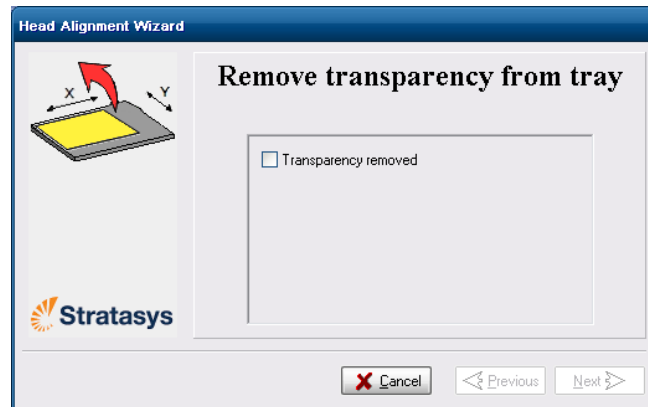 Head Alignment Wizard
X Y
Remove transparency from tray
Transparency removed
Stratasys
Cancel Previous Next